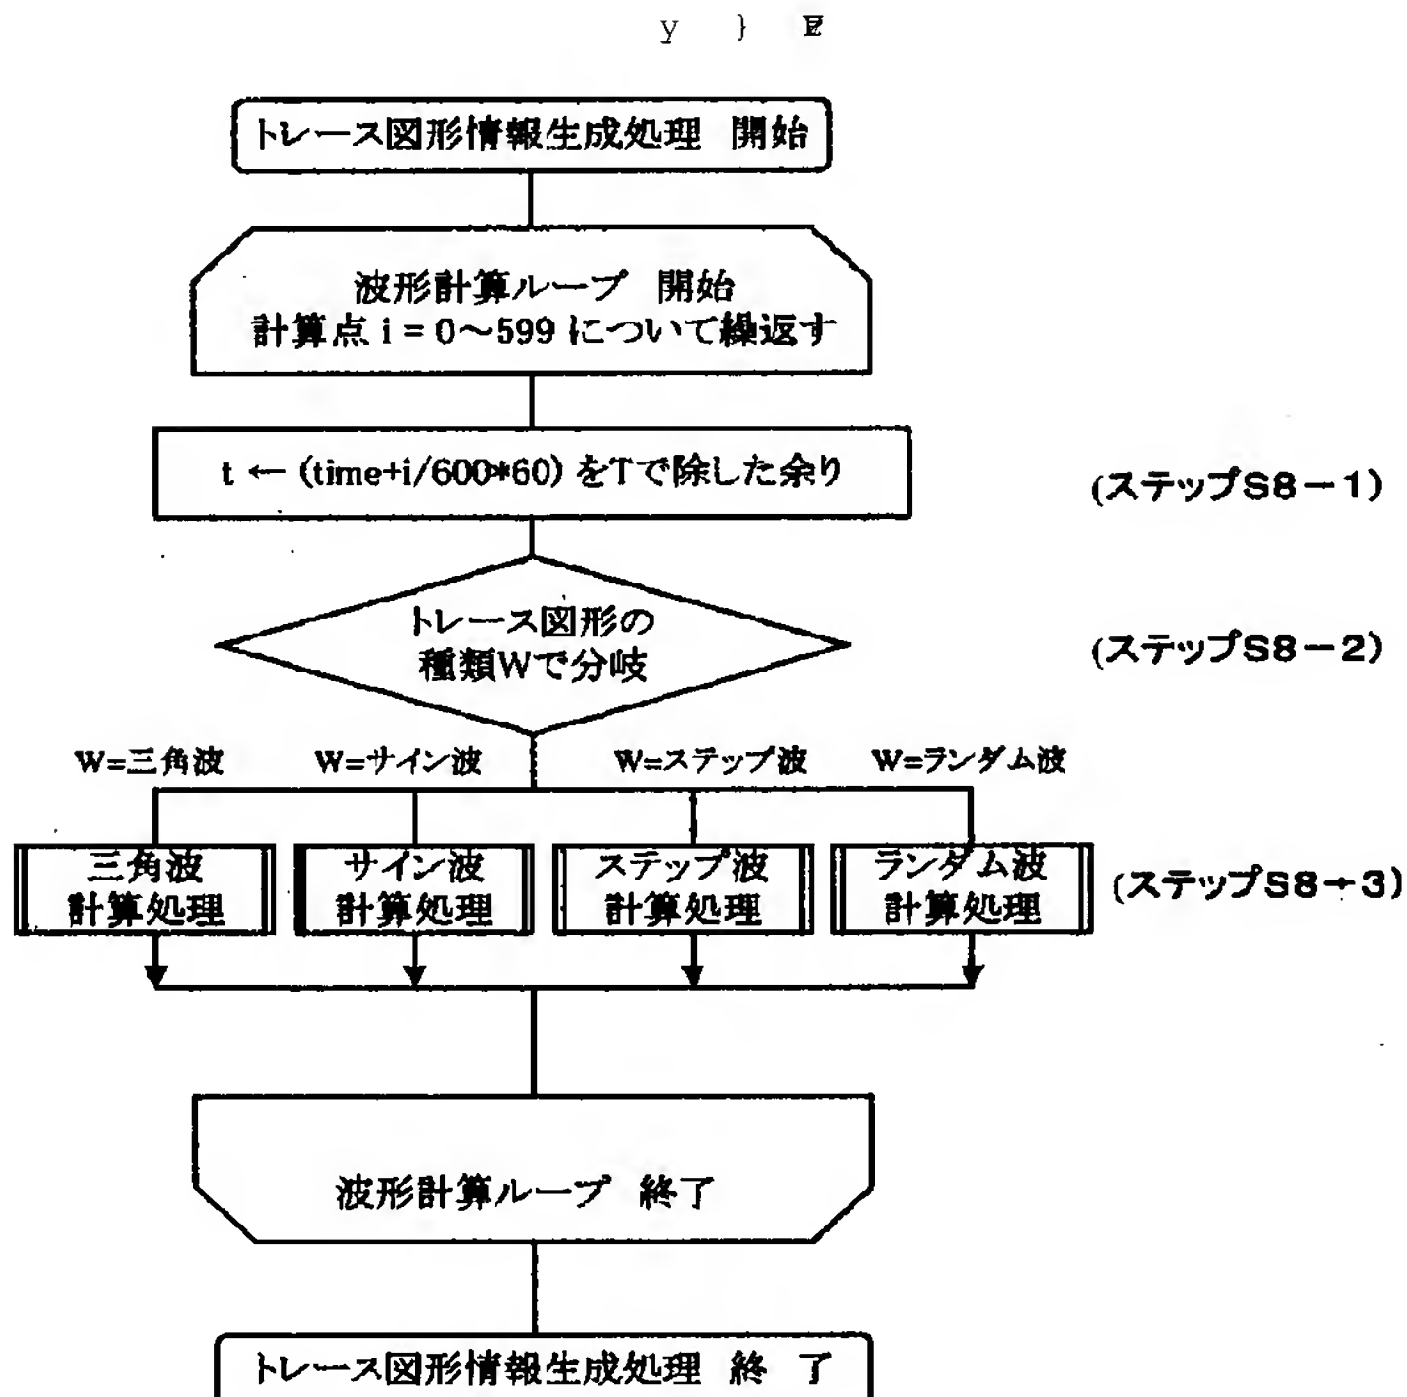 y }
トレース図形情報生成処理 開始
波形計算ループ 開始
計算点 i = 0～599 について繰返す
t ← (time+i/600*60) をTで除した余り
(ステップS8－1)
トレース図形の
種類Wで分岐
(ステップS8－2)
W=三角波 W=サイン波 W=ステップ波 W=ランダム波
三角波 サイン波 ステップ波 ランダム波
計算処理 計算処理 計算処理 計算処理
(ステップS8－3)
波形計算ループ 終了
トレース図形情報生成処理 終 了